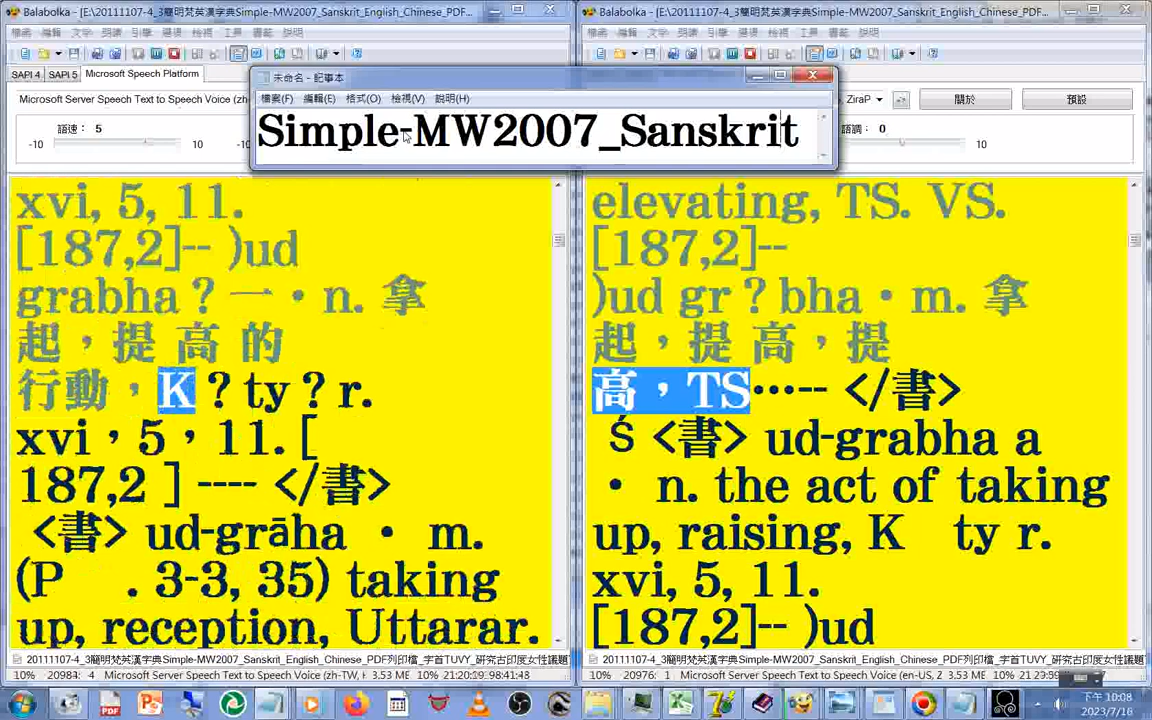 Balabolka - [E:\20111107-4_3簡明梵英漢字典Simple-MW2007_Sanskrit_English_Chinese_PDF...
Balabolka - [E:\20111107-4_3簡明梵英漢字典Simple-MW2007_Sanskrit_English_Chinese_PDF...
SAPI 4 SAPI 5 Microsoft Speech Platform
未命名 - 記事本
Microsoft Server Speech Text to Speech Voice (zh-
檔案(F) 編輯(E) 格式(O) 檢視(V) 說明(H)
ZiraP
關於
預設
Simple-MW2007_Sanskrit
語速： 5
-10
10
語調： 0
10
xvi, 5, 11.
[187,2]-- )ud
grabha ? 一 • n. 拿
起，提 高 的
行動，K ? ty ? r.
xvi，5，11. [
187,2 ] ---- </書>
<書> ud-grāha • m.
(P . 3-3, 35) taking
up, reception, Uttarar.
elevating, TS. VS.
[187,2]--
)ud gr ? bha • m. 拿
起，提 高，提
高，TS…-- </書>
Ś <書> ud-grabha a
• n. the act of taking
up, raising, K ty r.
xvi, 5, 11.
[187,2]-- )ud
20111107-4_3簡明梵英漢字典Simple-MW2007_Sanskrit_English_Chinese_PDF列印檔_字首TUVY_研究古印度女性議題
20111107-4_3簡明梵英漢字典Simple-MW2007_Sanskrit_English_Chinese_PDF列印檔_字首TUVY_研究古印度女性議
10% 20984: 4 Microsoft Server Speech Text to Speech Voice (zh-TW, 3.53 ME 10% 21:20
10% 20976: 1 Microsoft Server Speech Text to Speech Voice (en-US, Z 3.53 ME 10%
下午 10:08
2023/7/16